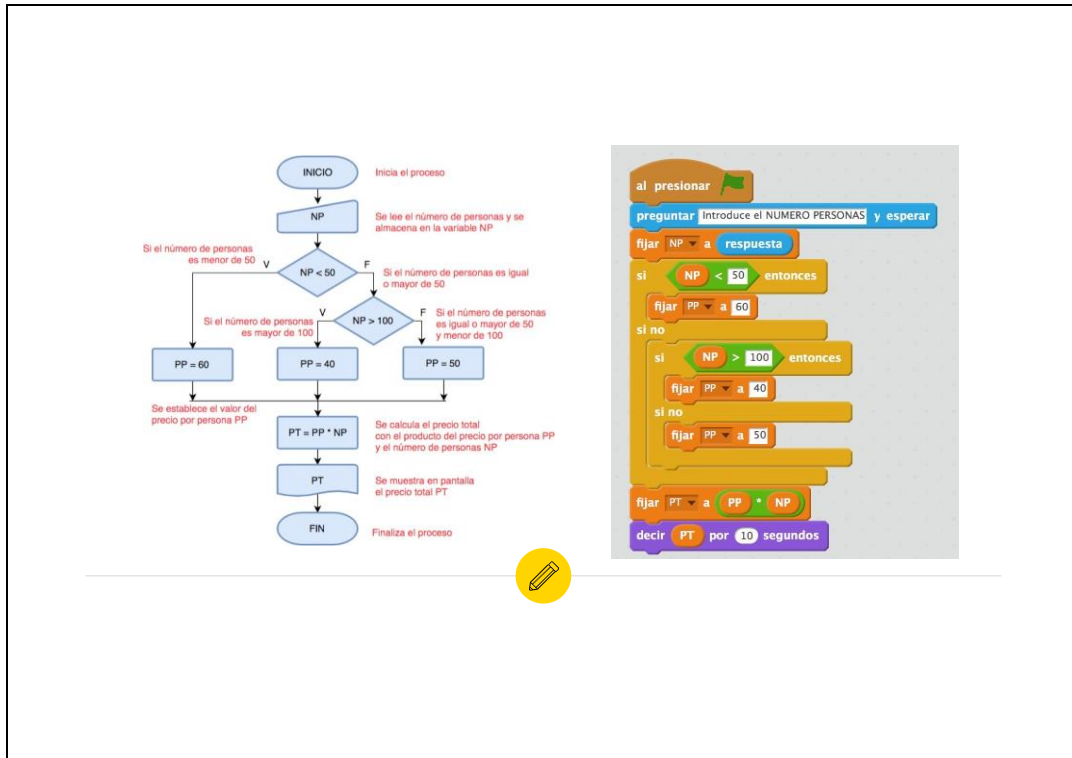 INICIO
Inicia el proceso
NP
Se lee el número de personas y se
almacena en la variable NP
Si el número de personas
es menor de 50
V
NP < 50
F
Si el número de personas es igual
o mayor de 50
Si el número de personas
es mayor de 100
V
NP > 100
F
Si el número de personas
es igual o mayor de 50
y menor de 100
PP = 60
PP = 40
PP = 50
Se establece el valor del
precio por persona PP
PT = PP * NP
Se calcula el precio total
con el producto del precio por persona PP
y el número de personas NP
PT
Se muestra en pantalla
el precio total PT
FIN
Finaliza el proceso
al presionar
preguntar Introduce el NUMERO PERSONAS y esperar
fijar NP a respuesta
si NP < 50 entonces
fijar PP a 60
si no
si NP > 100 entonces
fijar PP a 40
si no
fijar PP a 50
fijar PT a PP * NP
decir PT por 10 segundos